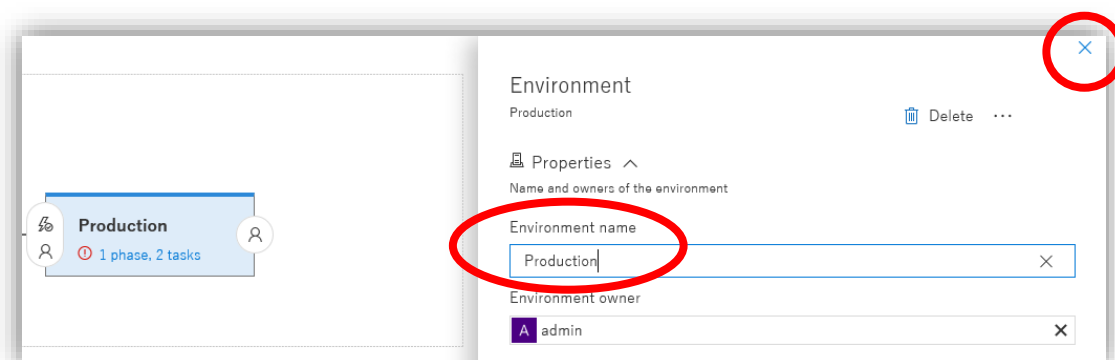 Production
1 phase, 2 tasks
Environment
Production
Delete ...
Properties
Name and owners of the environment
Environment name
Production
Environment owner
A admin